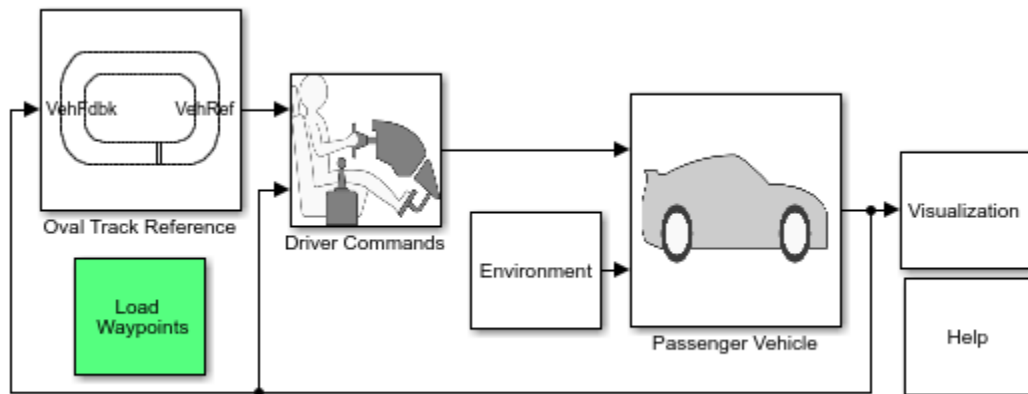 VehFdbk
VehRef
Oval Track Reference
Driver Commands
Load
Waypoints
Environment
Passenger Vehicle
Visualization
Help